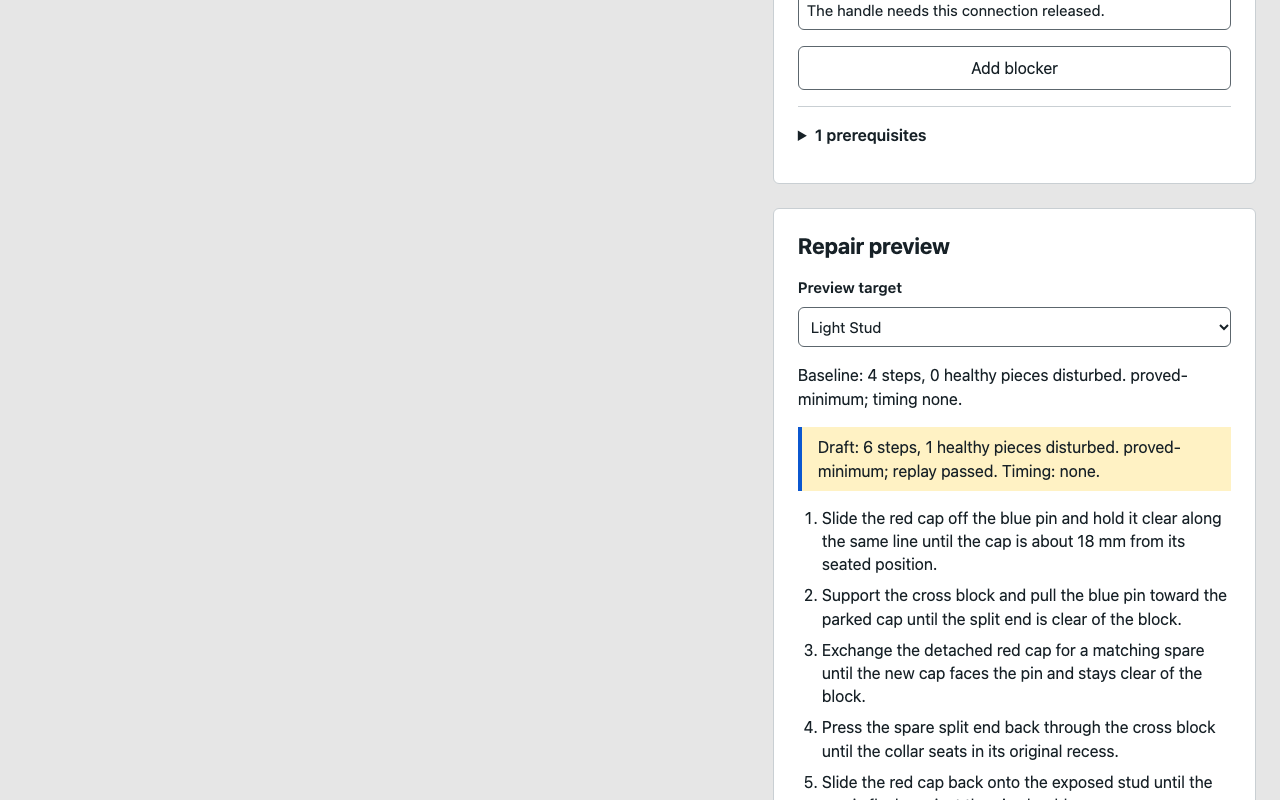 The handle needs this connection released.
Add blocker
1 prerequisites
Repair preview
Preview target
Light Stud
Baseline: 4 steps, 0 healthy pieces disturbed. proved-
minimum; timing none.
Draft: 6 steps, 1 healthy pieces disturbed. proved-
minimum; replay passed. Timing: none.
1. Slide the red cap off the blue pin and hold it clear along
the same line until the cap is about 18 mm from its
seated position.
2. Support the cross block and pull the blue pin toward the
parked cap until the split end is clear of the block.
3. Exchange the detached red cap for a matching spare
until the new cap faces the pin and stays clear of the
block.
4. Press the spare split end back through the cross block
until the collar seats in its original recess.
5. Slide the red cap back onto the exposed stud until the